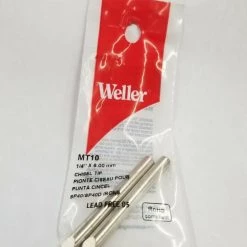 Weller
MT10
1/4" X 6.00 mm
CHISEL TIP
POINTE CISEAU POUR
PUNTA CINCEL
SP40/SP40D IRONS
LEAD FREE
RoHS